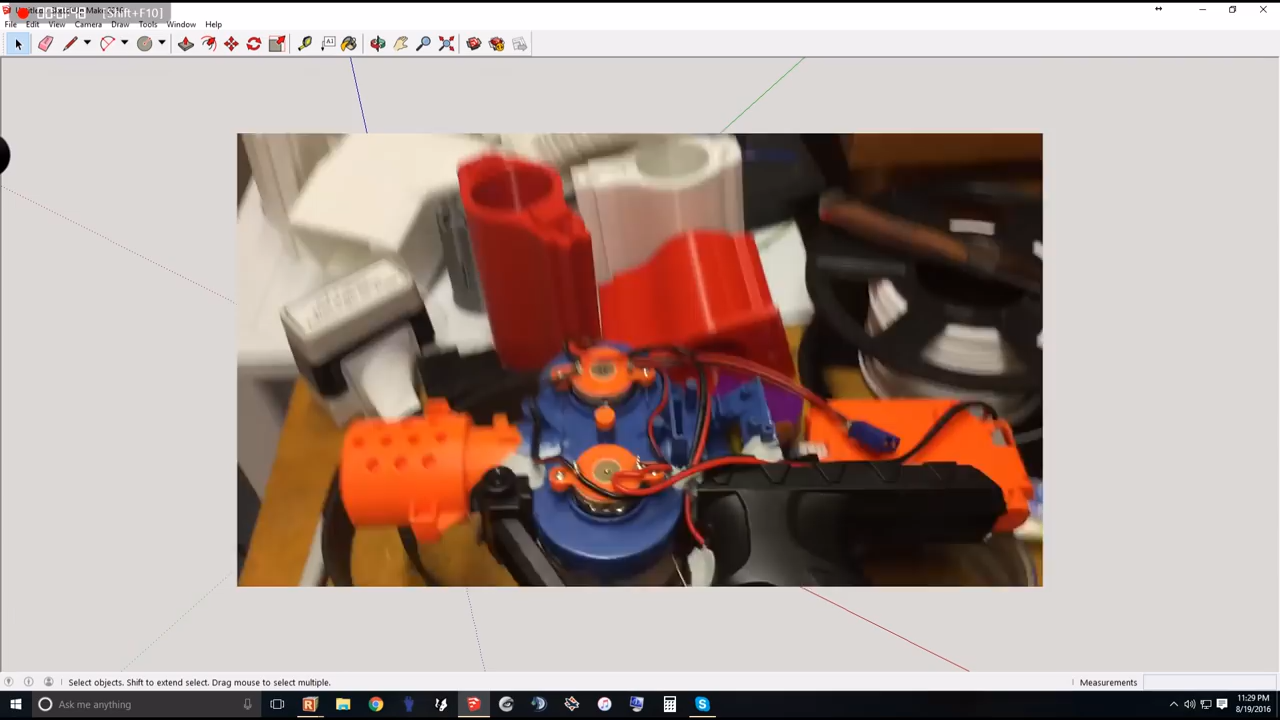 [Shift+F10]
File Edit View Camera Draw Tools Window Help
Select objects. Shift to extend select. Drag mouse to select multiple.
Measurements
Ask me anything
11:29 PM
8/19/2016